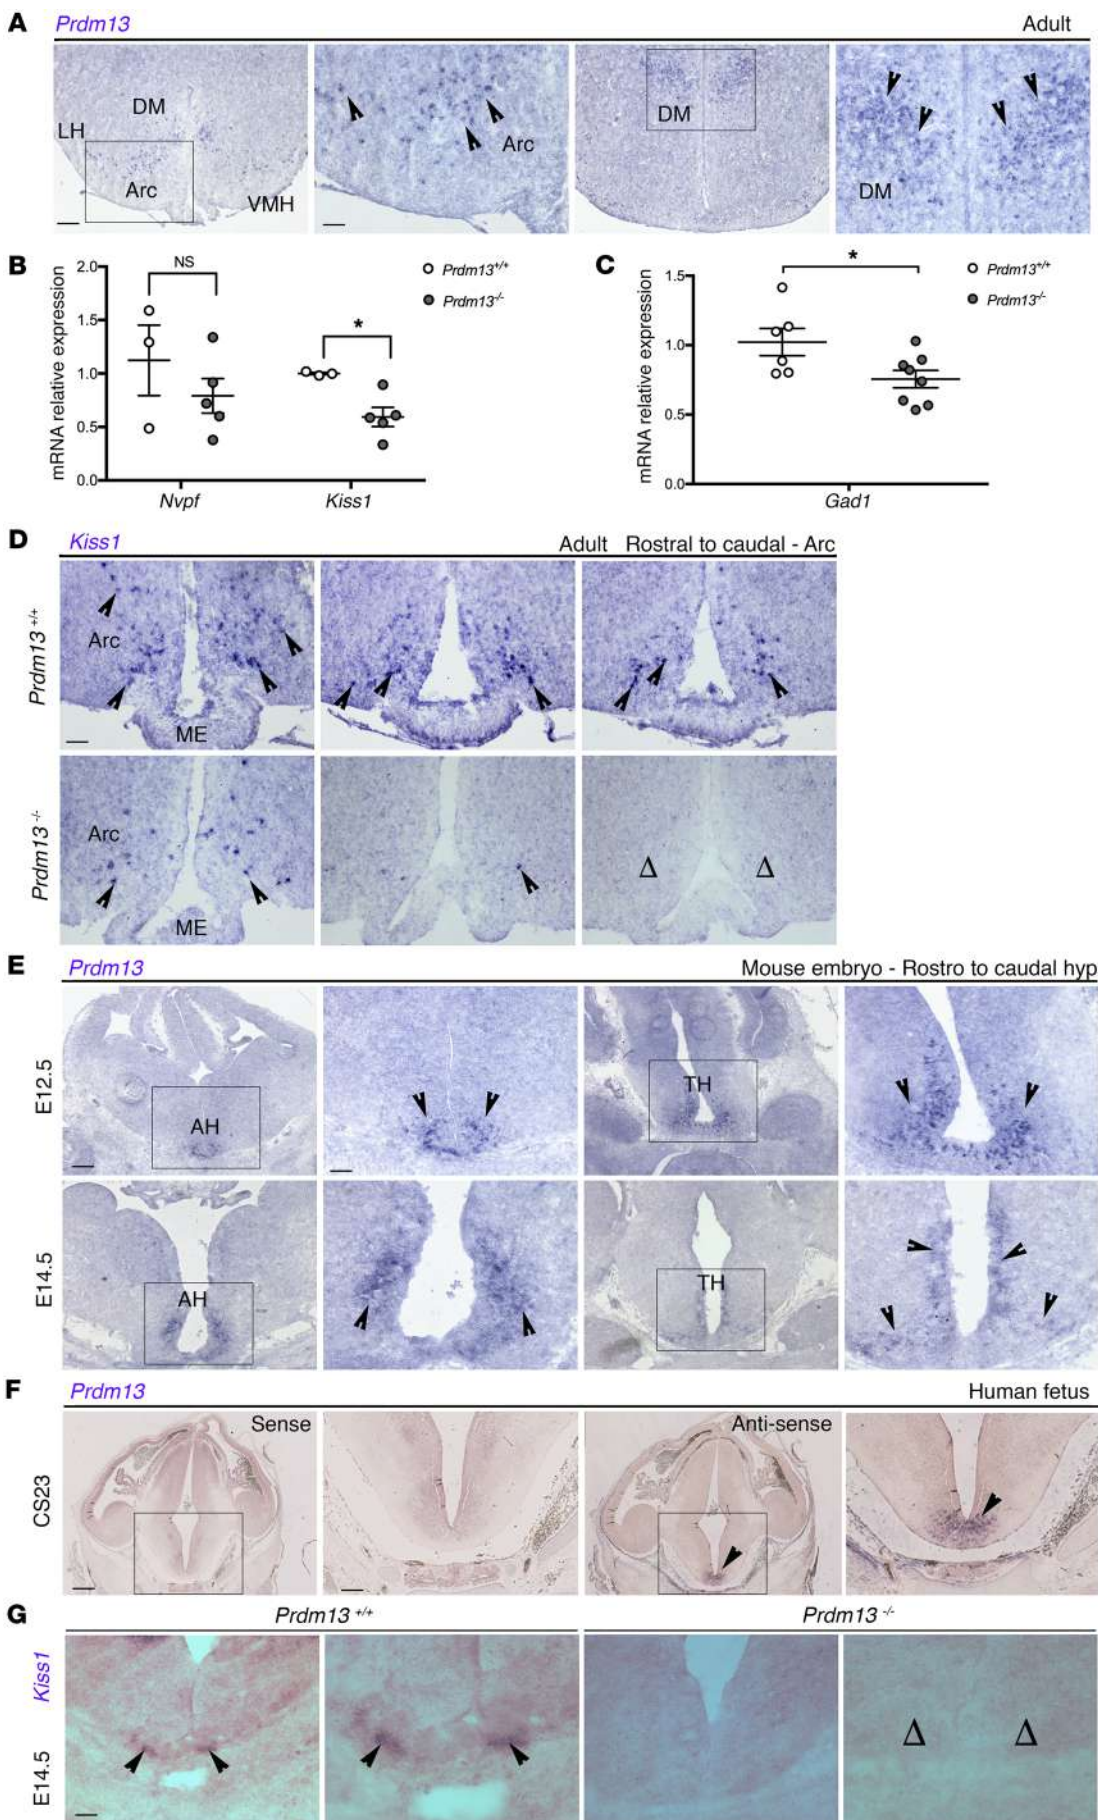 A
Prdm13 Adult
DM
LH
Arc
VMH
Arc
DM
DM
B
mRNA relative expression
2.0
1.5
1.0
0.5
0.0
NS
*
Prdm13+/+
Prdm13-/-
Nvpf Kiss1
C
mRNA relative expression
1.5
1.0
0.5
0.0
*
Prdm13+/+
Prdm13-/-
Gad1
D
Kiss1 Adult Rostral to caudal - Arc
Prdm13 +/+
Arc
ME
Prdm13 -/-
Arc
ME
Δ Δ
E
Prdm13 Mouse embryo - Rostro to caudal hyp
E12.5
AH
TH
E14.5
AH
TH
F
Prdm13 Human fetus
CS23
Sense
Anti-sense
G
Prdm13 +/+ Prdm13 -/-
Kiss1
E14.5
Δ Δ